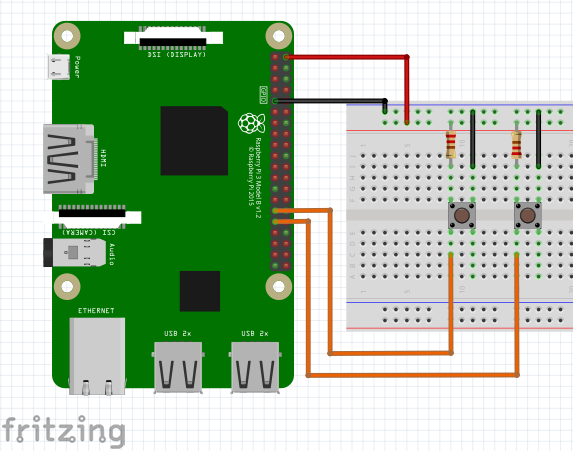 DSI (DISPLAY)
Power
GPIO
HDMI
Raspberry Pi 3 Model B v1.2
© Raspberry Pi 2015
CSI (CAMERA)
Audio
ETHERNET
USB 2x
USB 2x
fritzing